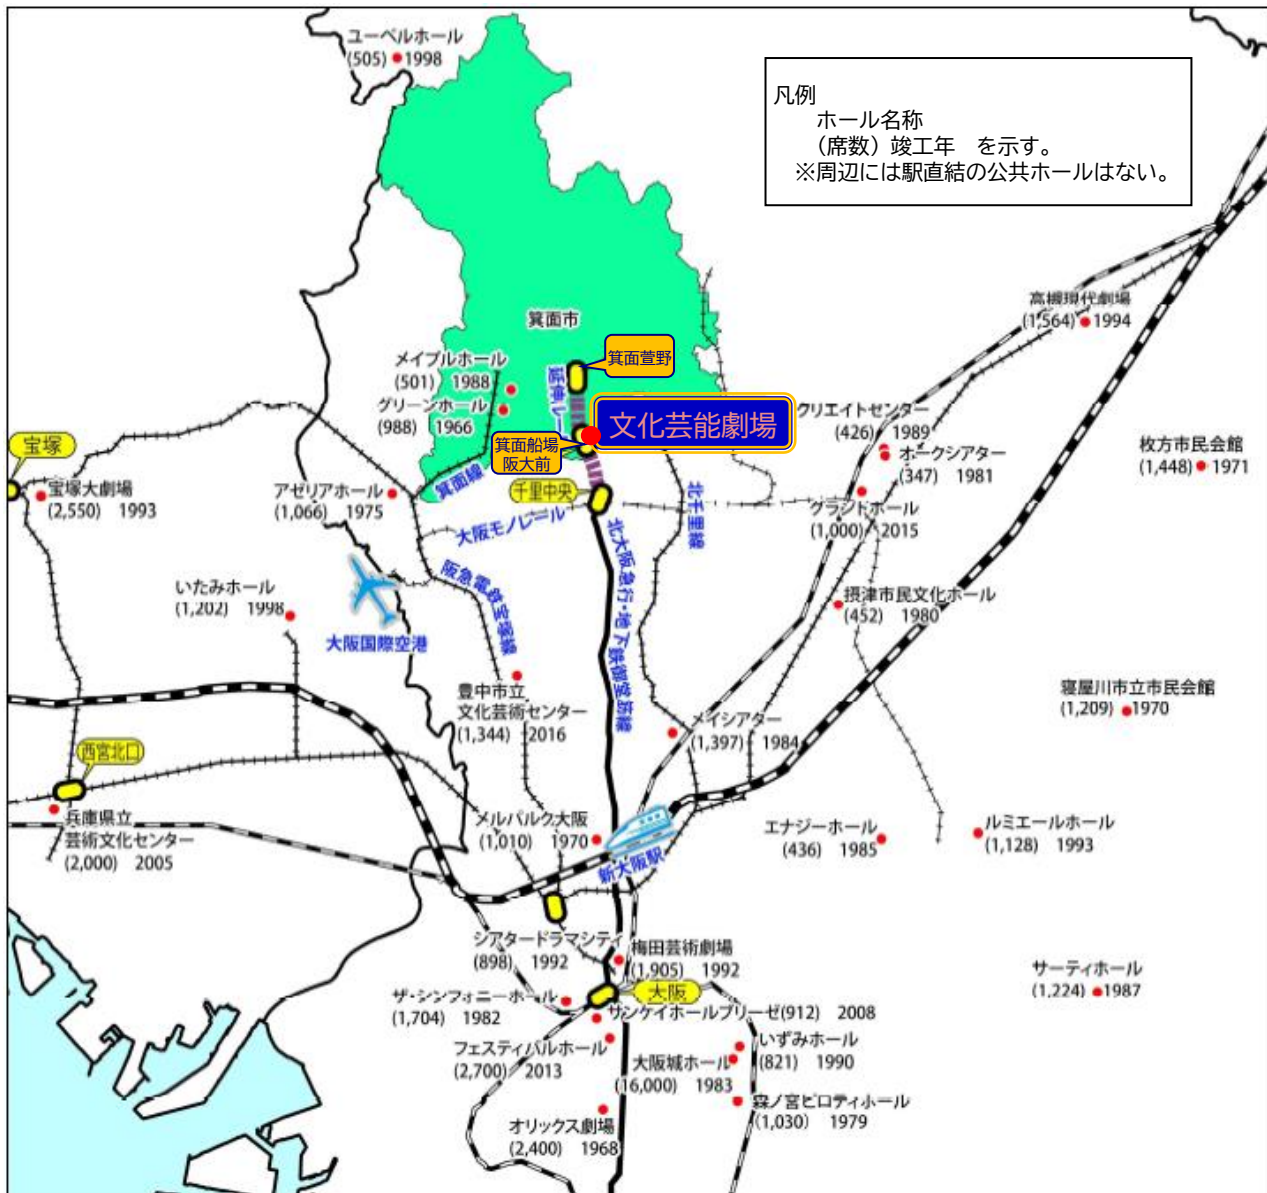 ユーベルホール
(505) 1998
凡例
ホール名称
(席数) 竣工年 を示す。
※周辺には駅直結の公共ホールはない。
高槻現代劇場
(1,564) 1994
箕面市
箕面萱野
メイプルホール
(501) 1988
延伸レー
グリーンホール
(988) 1966
文化芸能劇場
箕面船場
阪大前
クリエイトセンター
(426) 1989
オークシアター
(347) 1981
枚方市民会館
(1,448) 1971
宝塚
宝塚大劇場
(2,550) 1993
アゼリアホール
(1,066) 1975
箕面線
千里中央
北千里線
グランドホール
(1,000) 2015
大阪モノレール
北大阪急行・地下鉄御堂筋線
阪急電鉄宝塚線
いたみホール
(1,202) 1998
大阪国際空港
摂津市民文化ホール
(452) 1980
豊中市立
文化芸術センター
(1,344) 2016
寝屋川市立市民会館
(1,209) 1970
メイシアター
(1,397) 1984
西宮北口
兵庫県立
芸術文化センター
(2,000) 2005
メルパルク大阪
(1,010) 1970
新大阪駅
エナジーホール
(436) 1985
ルミエールホール
(1,128) 1993
シアタードラマシティ
(898) 1992
梅田芸術劇場
(1,905) 1992
サーティホール
(1,224) 1987
大阪
ザ・シンフォニーホール
(1,704) 1982
サンケイホールブリーゼ(912) 2008
フェスティバルホール
(2,700) 2013
いずみホール
(821) 1990
大阪城ホール
(16,000) 1983
森ノ宮ピロティホール
(1,030) 1979
オリックス劇場
(2,400) 1968